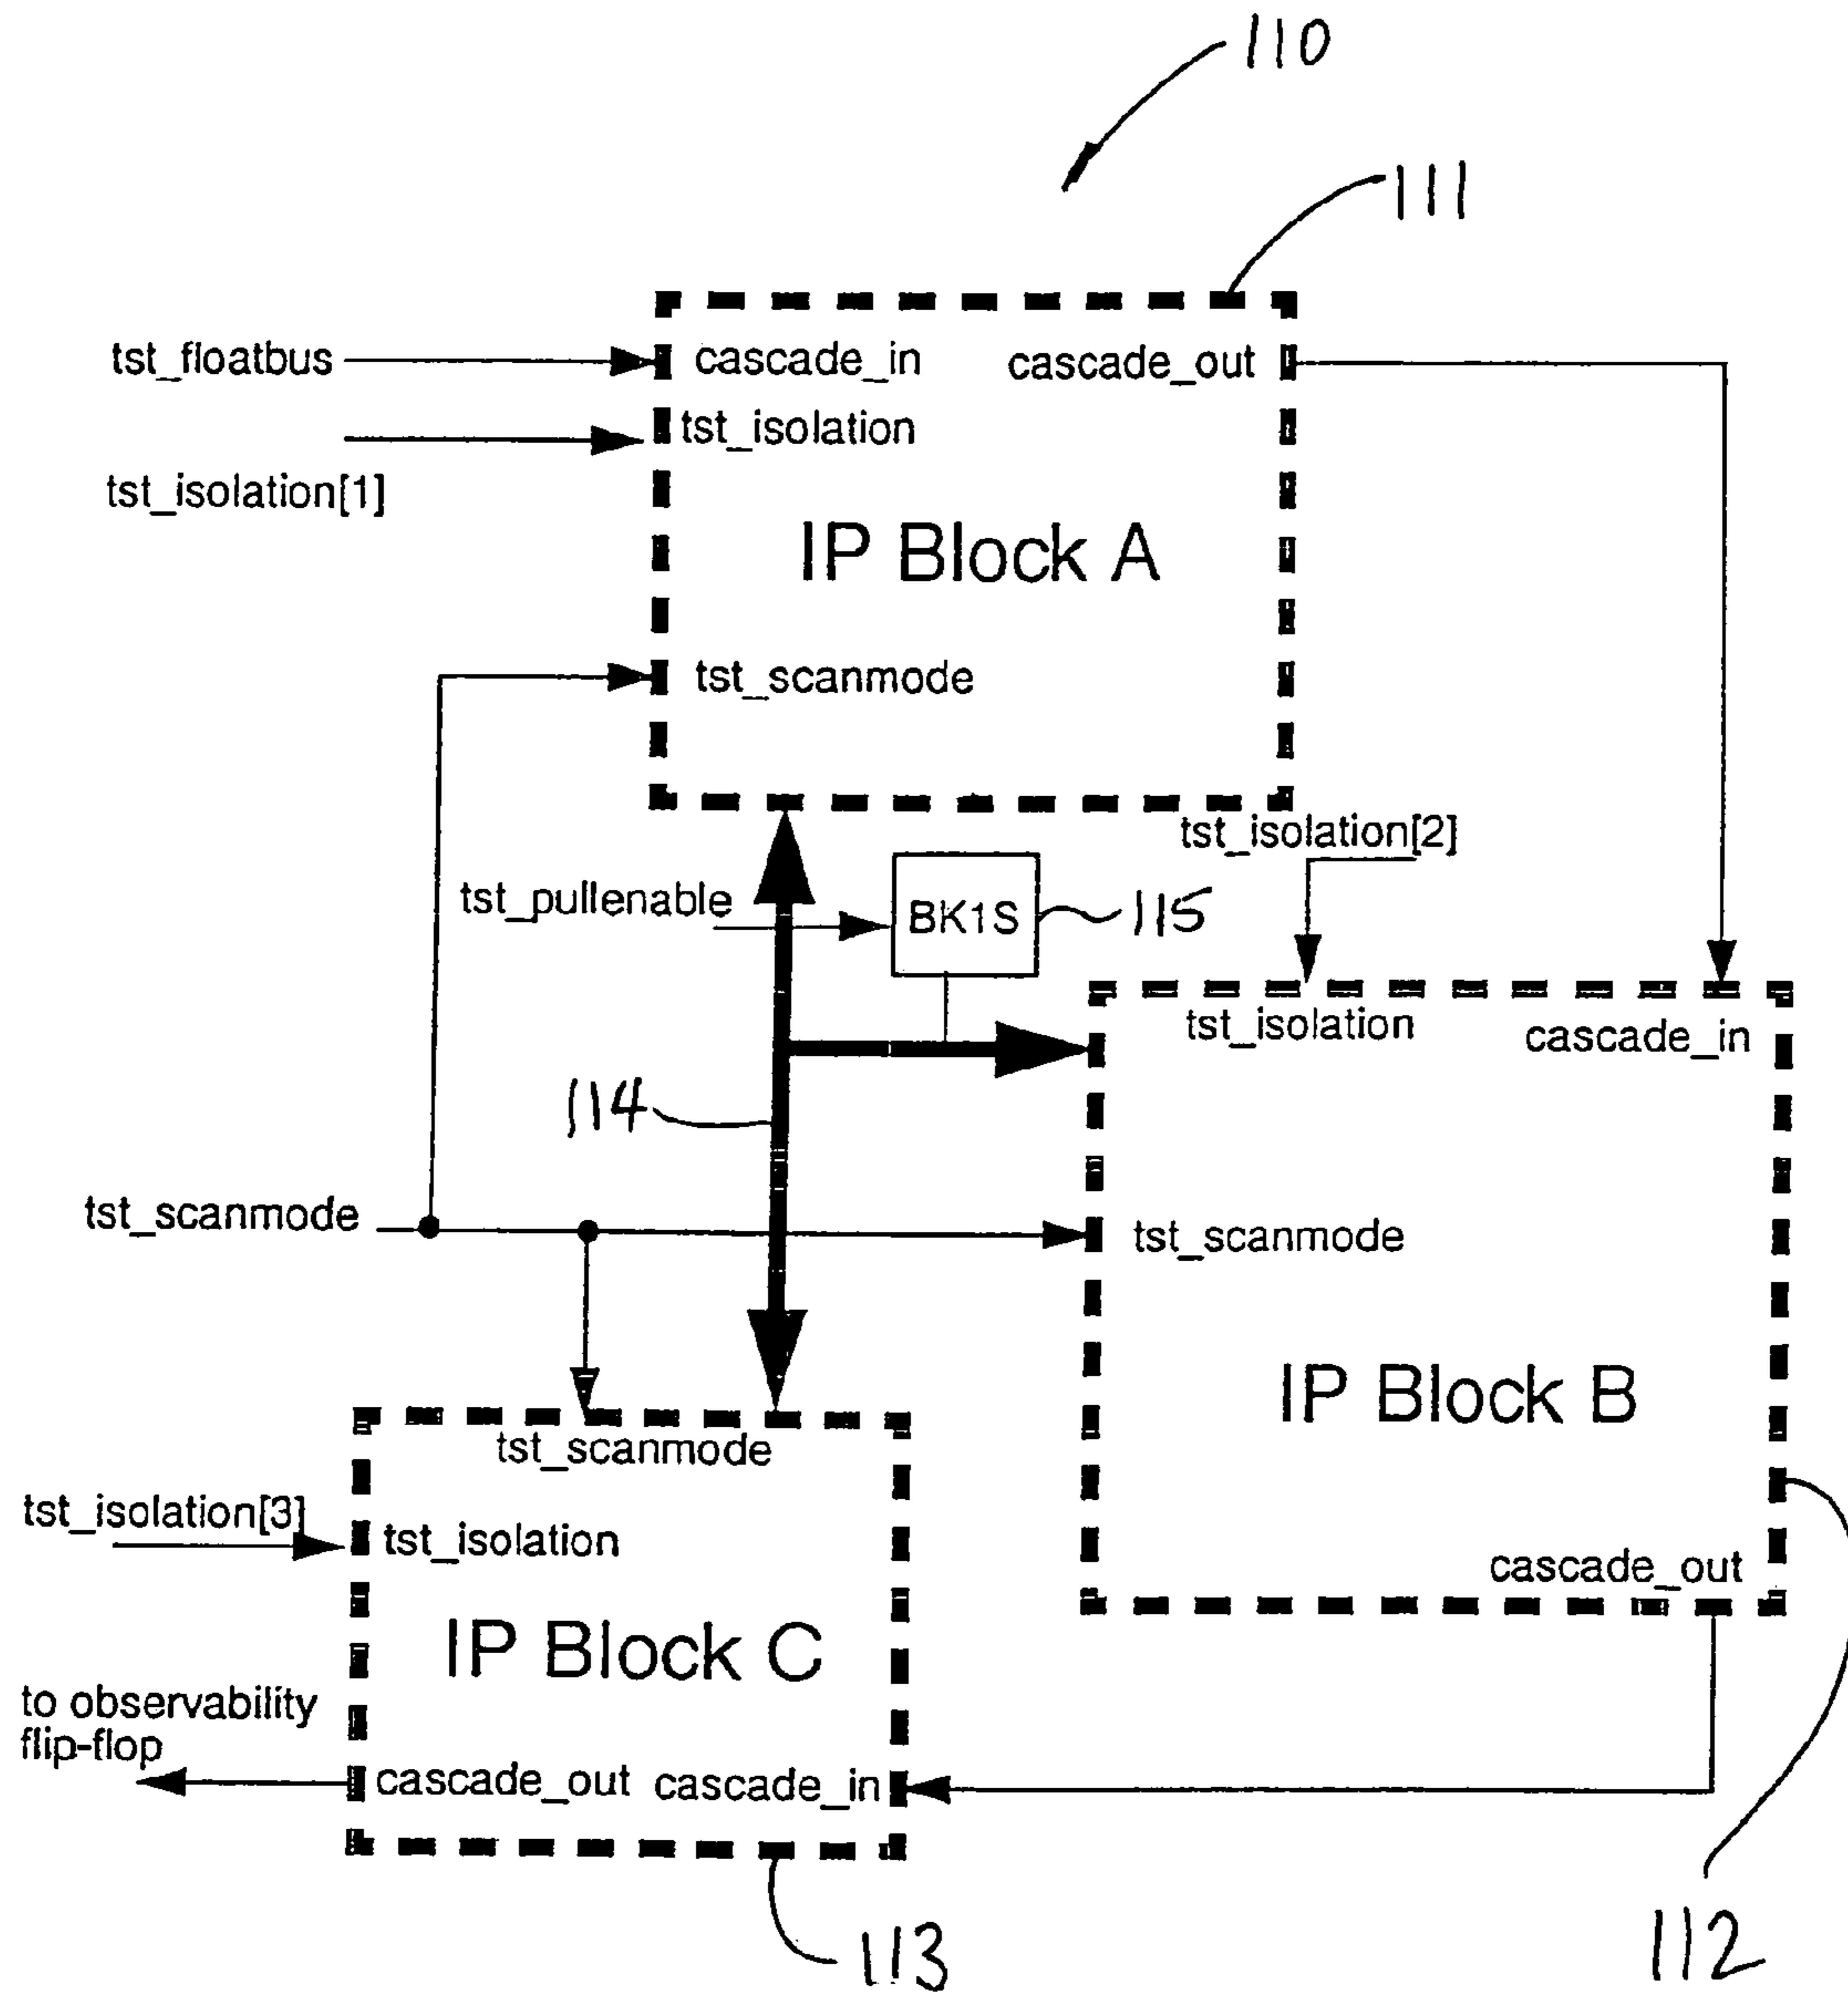 110
111
tst_floatbus
cascade_in
cascade_out
tst_isolation
tst_isolation[1]
IP Block A
tst_scanmode
tst_isolation[2]
tst_pullenable
BK1S
115
tst_isolation
cascade_in
114
tst_scanmode
tst_scanmode
IP Block B
tst_scanmode
tst_isolation[3]
tst_isolation
cascade_out
IP Block C
to observability
flip-flop
cascade_out
cascade_in
113
112